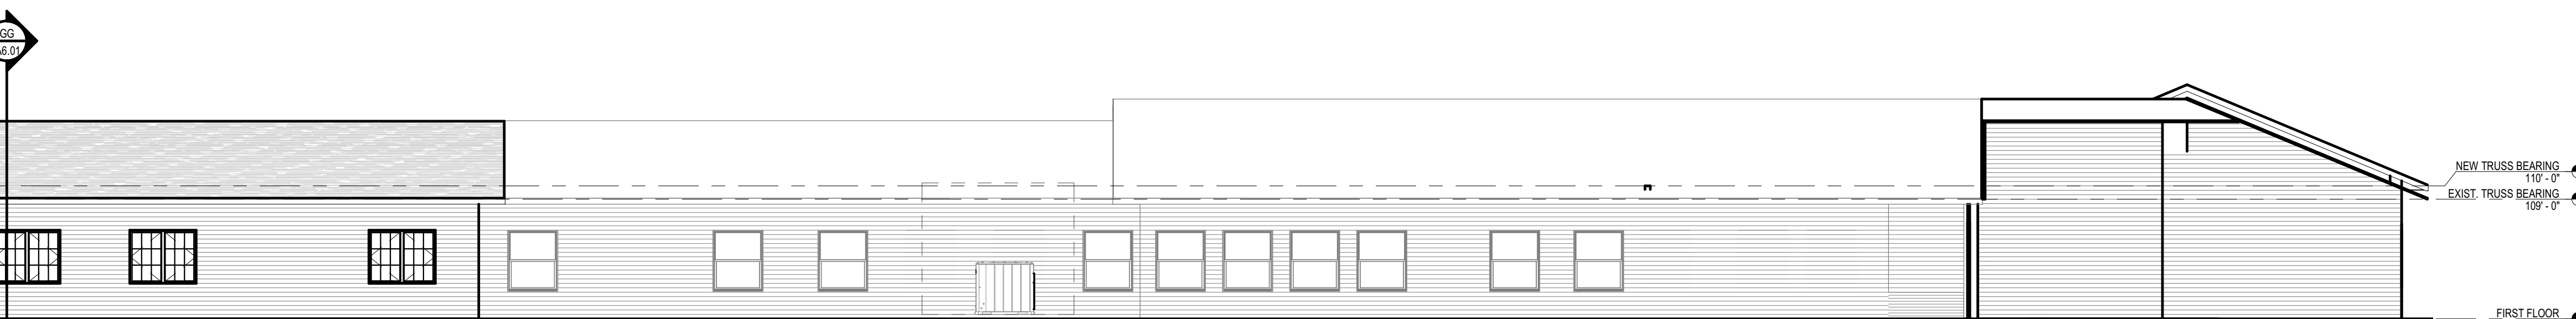 GG
A6.01
NEW TRUSS BEARING
110' - 0"
EXIST. TRUSS BEARING
109' - 0"
FIRST FLOOR